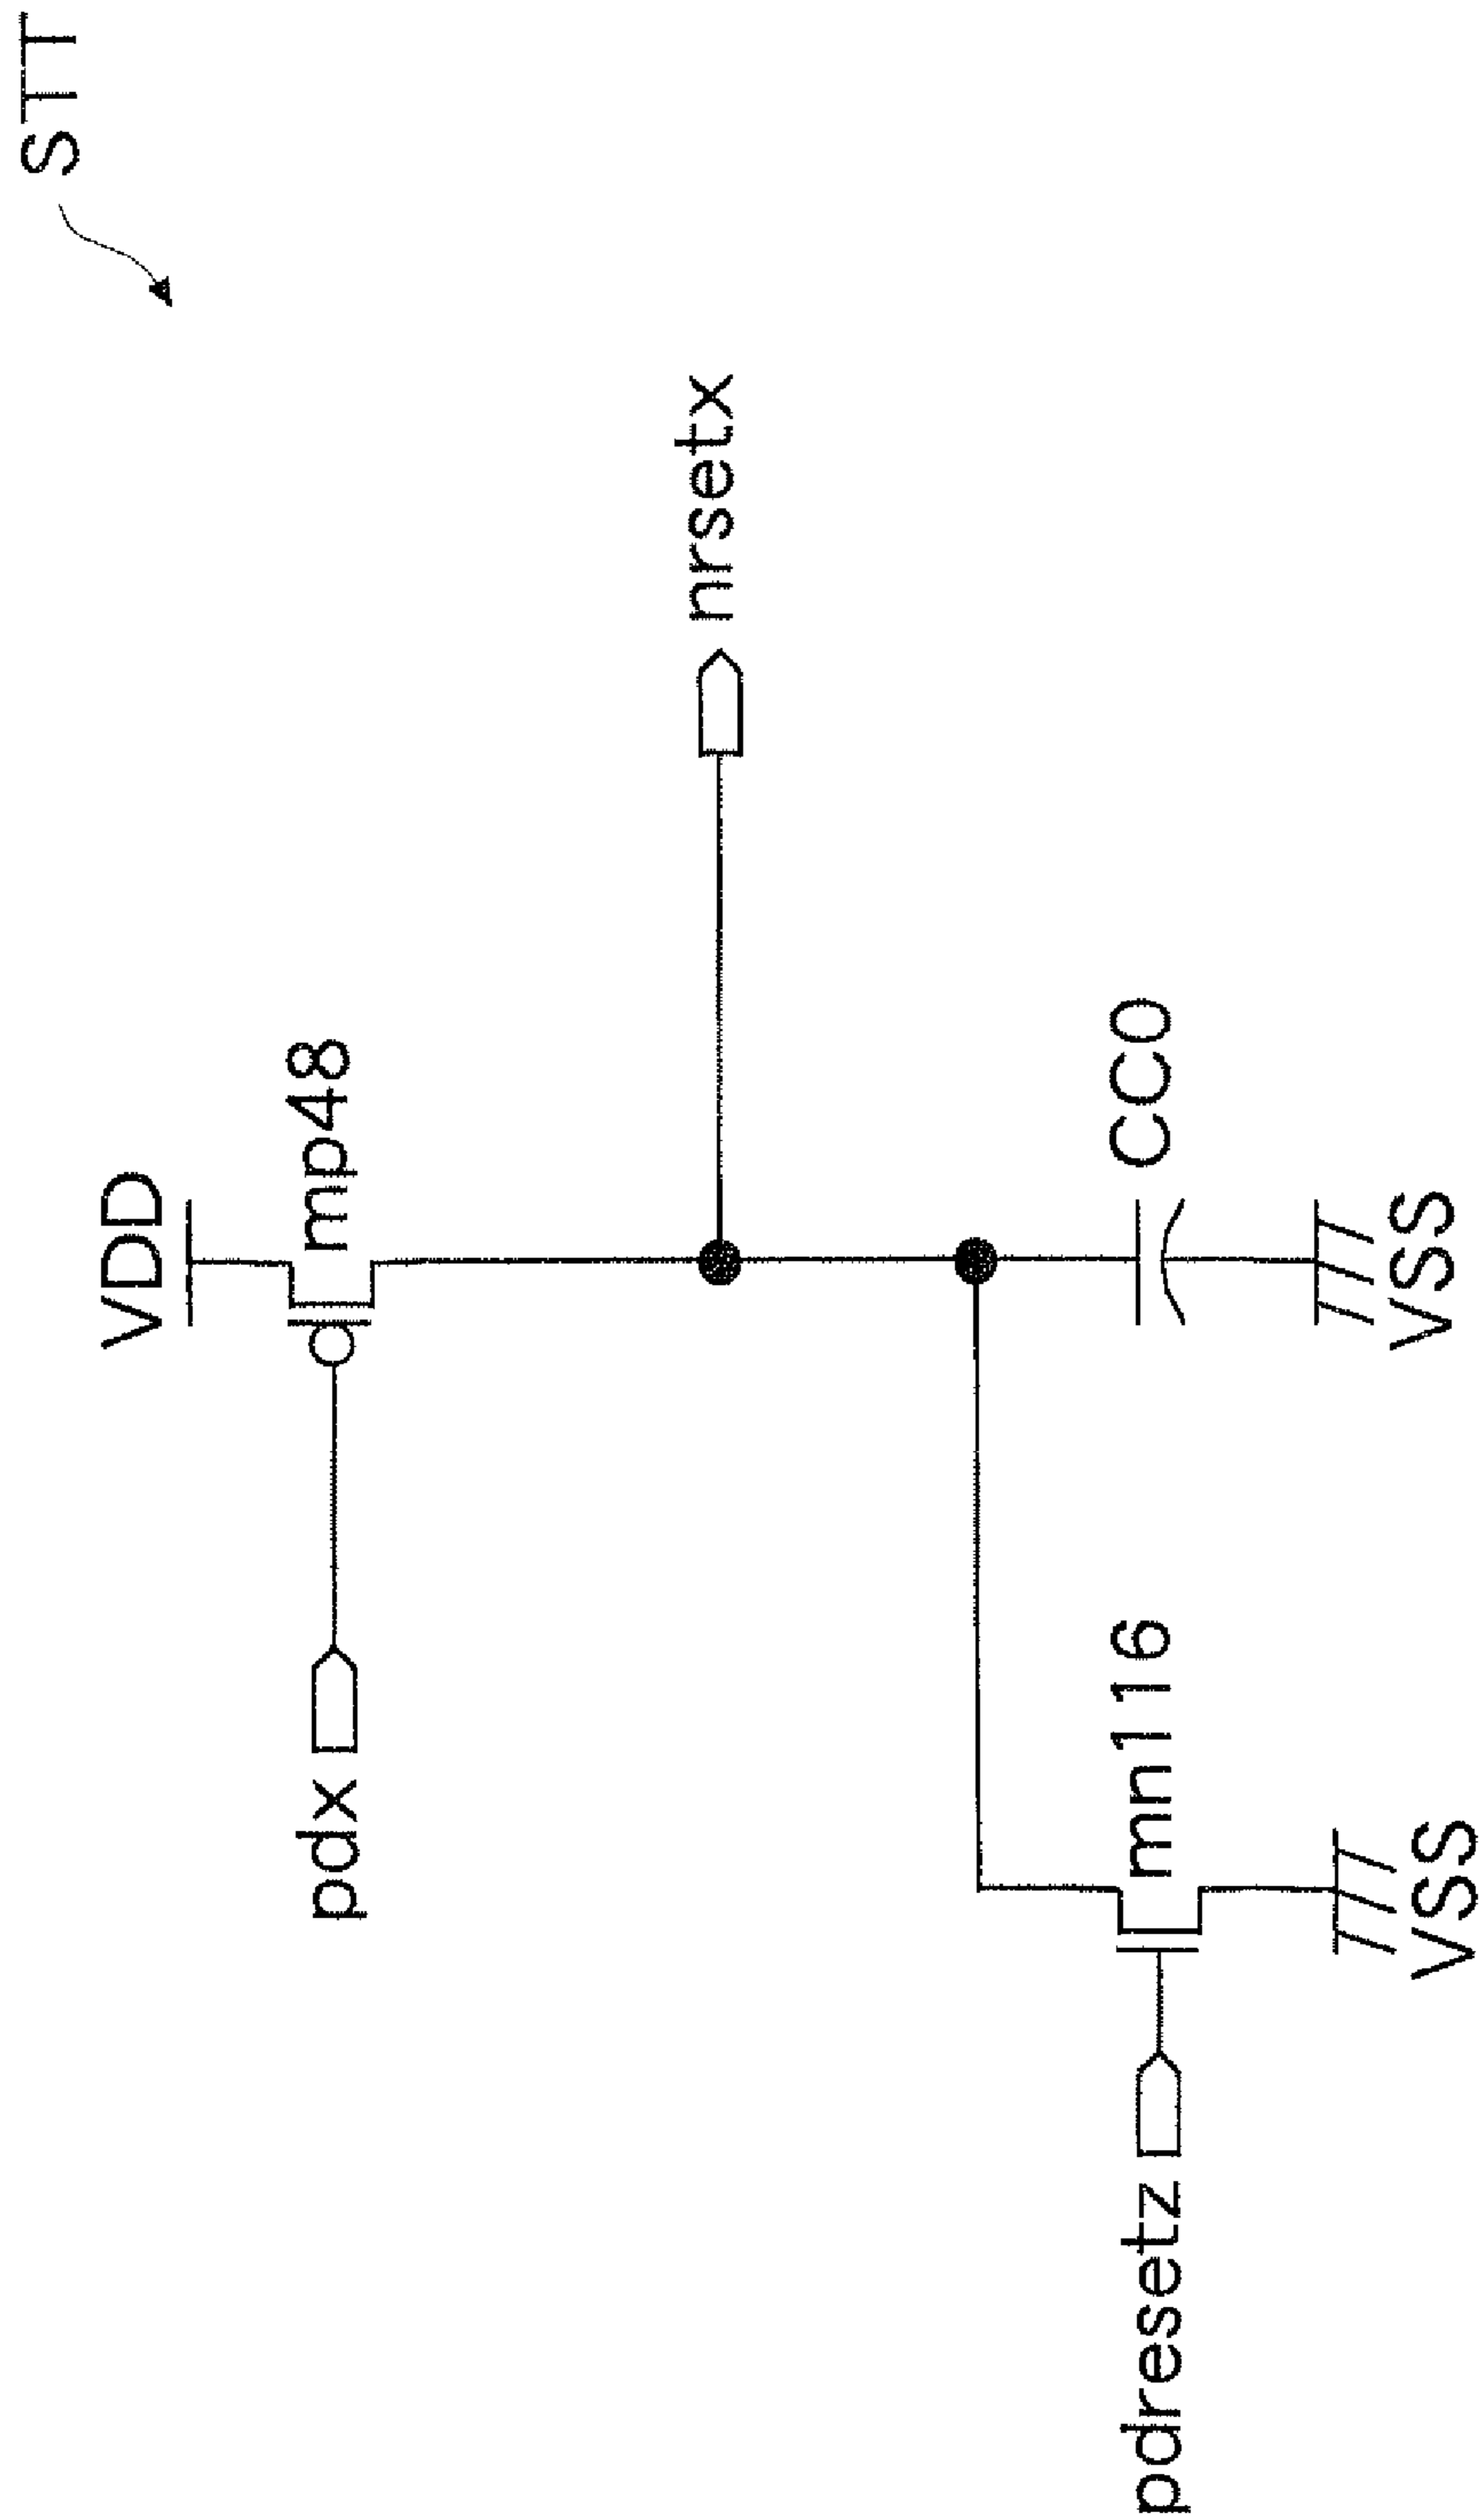 STT
VDD
pdx
mp48
nrsetx
pdresetz
mn116
CC0
VSS
VSS